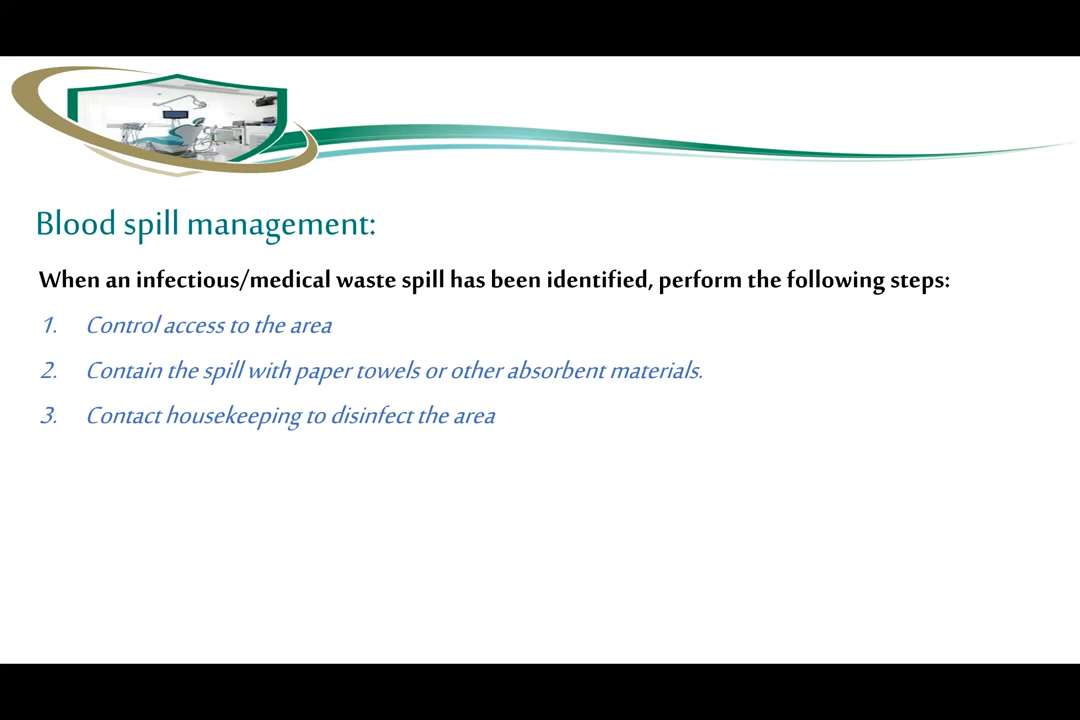 Blood spill management:
When an infectious/medical waste spill has been identified, perform the following steps:
1. Control access to the area
2. Contain the spill with paper towels or other absorbent materials.
3. Contact housekeeping to disinfect the area